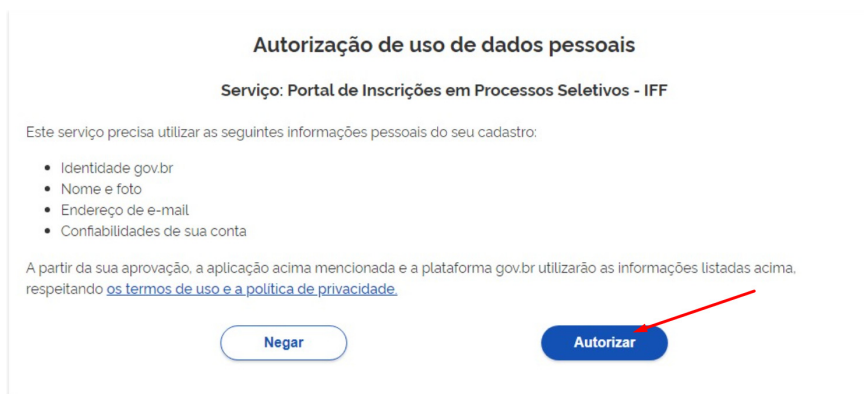 Autorização de uso de dados pessoais
Serviço: Portal de Inscrições em Processos Seletivos - IFF
Este serviço precisa utilizar as seguintes informações pessoais do seu cadastro:
• Identidade gov.br
• Nome e foto
• Endereço de e-mail
• Confiabilidades de sua conta
A partir da sua aprovação, a aplicação acima mencionada e a plataforma gov.br utilizarão as informações listadas acima,
respeitando os termos de uso e a política de privacidade.
Negar
Autorizar